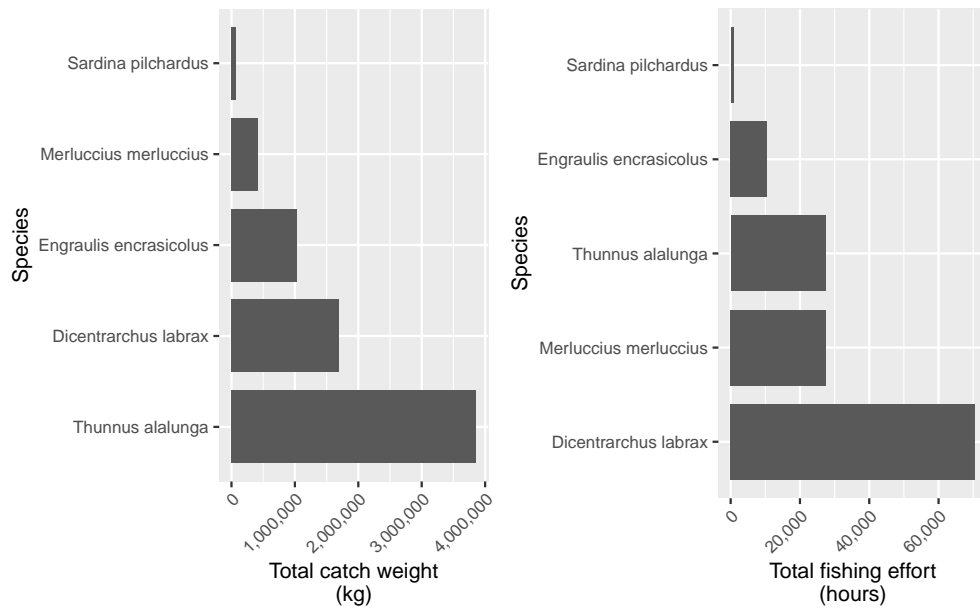 Species
Sardina pilchardus
Merluccius merluccius
Engraulis encrasicolus
Dicentrarchus labrax
Thunnus alalunga
0
1,000,000
2,000,000
3,000,000
4,000,000
Total catch weight
(kg)
Species
Sardina pilchardus
Engraulis encrasicolus
Thunnus alalunga
Merluccius merluccius
Dicentrarchus labrax
0
20,000
40,000
60,000
Total fishing effort
(hours)